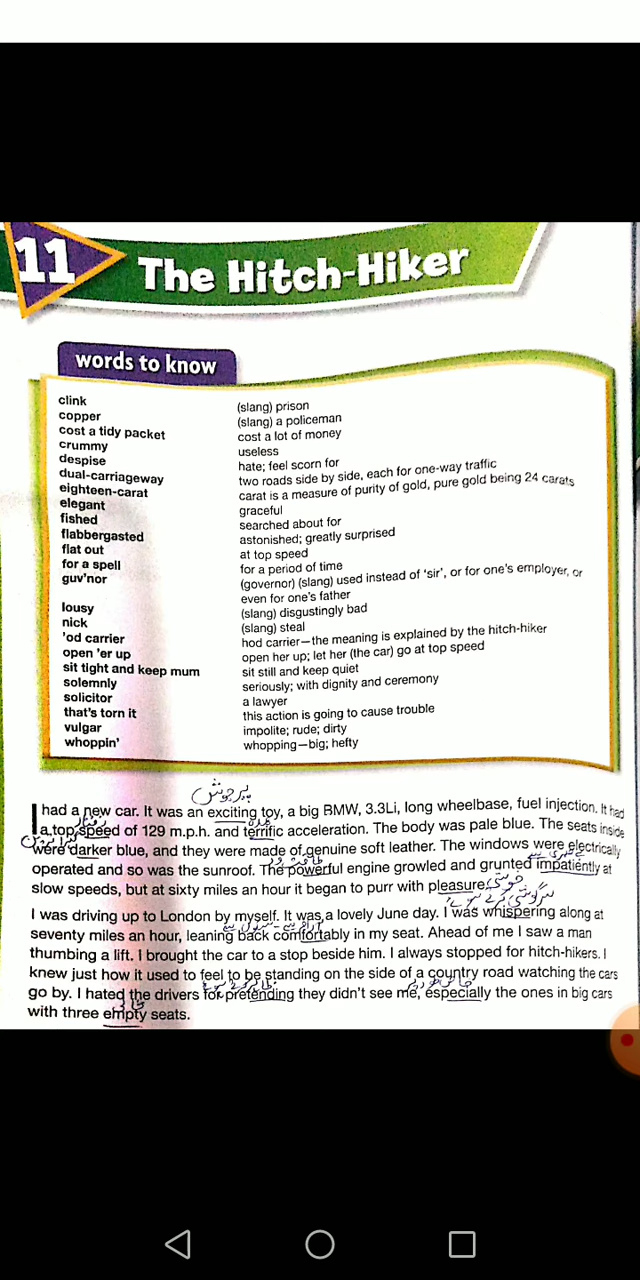 11
The Hitch-Hiker
words to know
clink (slang) prison
copper (slang) a policeman
cost a tidy packet cost a lot of money
crummy useless
despise hate; feel scorn for
dual-carriageway two roads side by side, each for one-way traffic
eighteen-carat carat is a measure of purity of gold, pure gold being 24 carats
elegant graceful
fished searched about for
flabbergasted astonished; greatly surprised
flat out at top speed
for a spell for a period of time
guv'nor (governor) (slang) used instead of 'sir', or for one's employer, or
even for one's father
lousy (slang) disgustingly bad
nick (slang) steal
'od carrier hod carrier—the meaning is explained by the hitch-hiker
open 'er up open her up; let her (the car) go at top speed
sit tight and keep mum sit still and keep quiet
solemnly seriously; with dignity and ceremony
solicitor a lawyer
that's torn it this action is going to cause trouble
vulgar impolite; rude; dirty
whoppin' whopping—big; hefty
پرجوش
I had a new car. It was an exciting toy, a big BMW, 3.3Li, long wheelbase, fuel injection. It had
رفتار
a top speed of 129 m.p.h. and terrific acceleration. The body was pale blue. The seats inside
were darker blue, and they were made of genuine soft leather. The windows were electrically
operated and so was the sunroof. The powerful engine growled and grunted impatiently at
خوشی
slow speeds, but at sixty miles an hour it began to purr with pleasure.
I was driving up to London by myself. It was a lovely June day. I was whispering along at
seventy miles an hour, leaning back comfortably in my seat. Ahead of me I saw a man
thumbing a lift. I brought the car to a stop beside him. I always stopped for hitch-hikers. I
knew just how it used to feel to be standing on the side of a country road watching the cars
go by. I hated the drivers for pretending they didn't see me, especially the ones in big cars
خالی
with three empty seats.